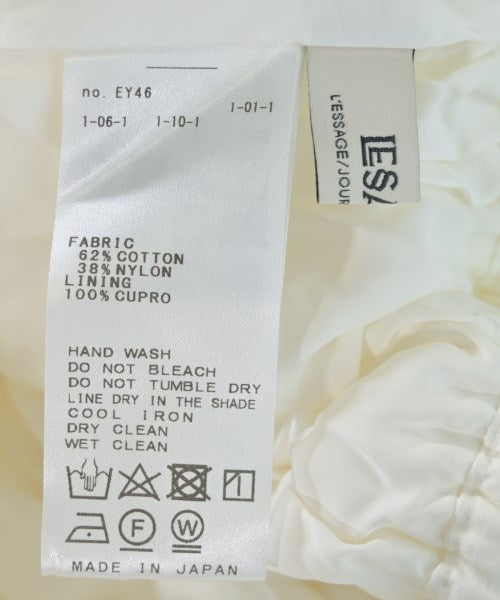 no. EY46
1-01-1
1-06-1 1-10-1
FABRIC
62% COTTON
38% NYLON
LINING
100% CUPRO
HAND WASH
DO NOT BLEACH
DO NOT TUMBLE DRY
LINE DRY IN THE SHADE
COOL IRON
DRY CLEAN
WET CLEAN
F
W
MADE IN JAPAN
LESA
L'ESSAGE/JOUR